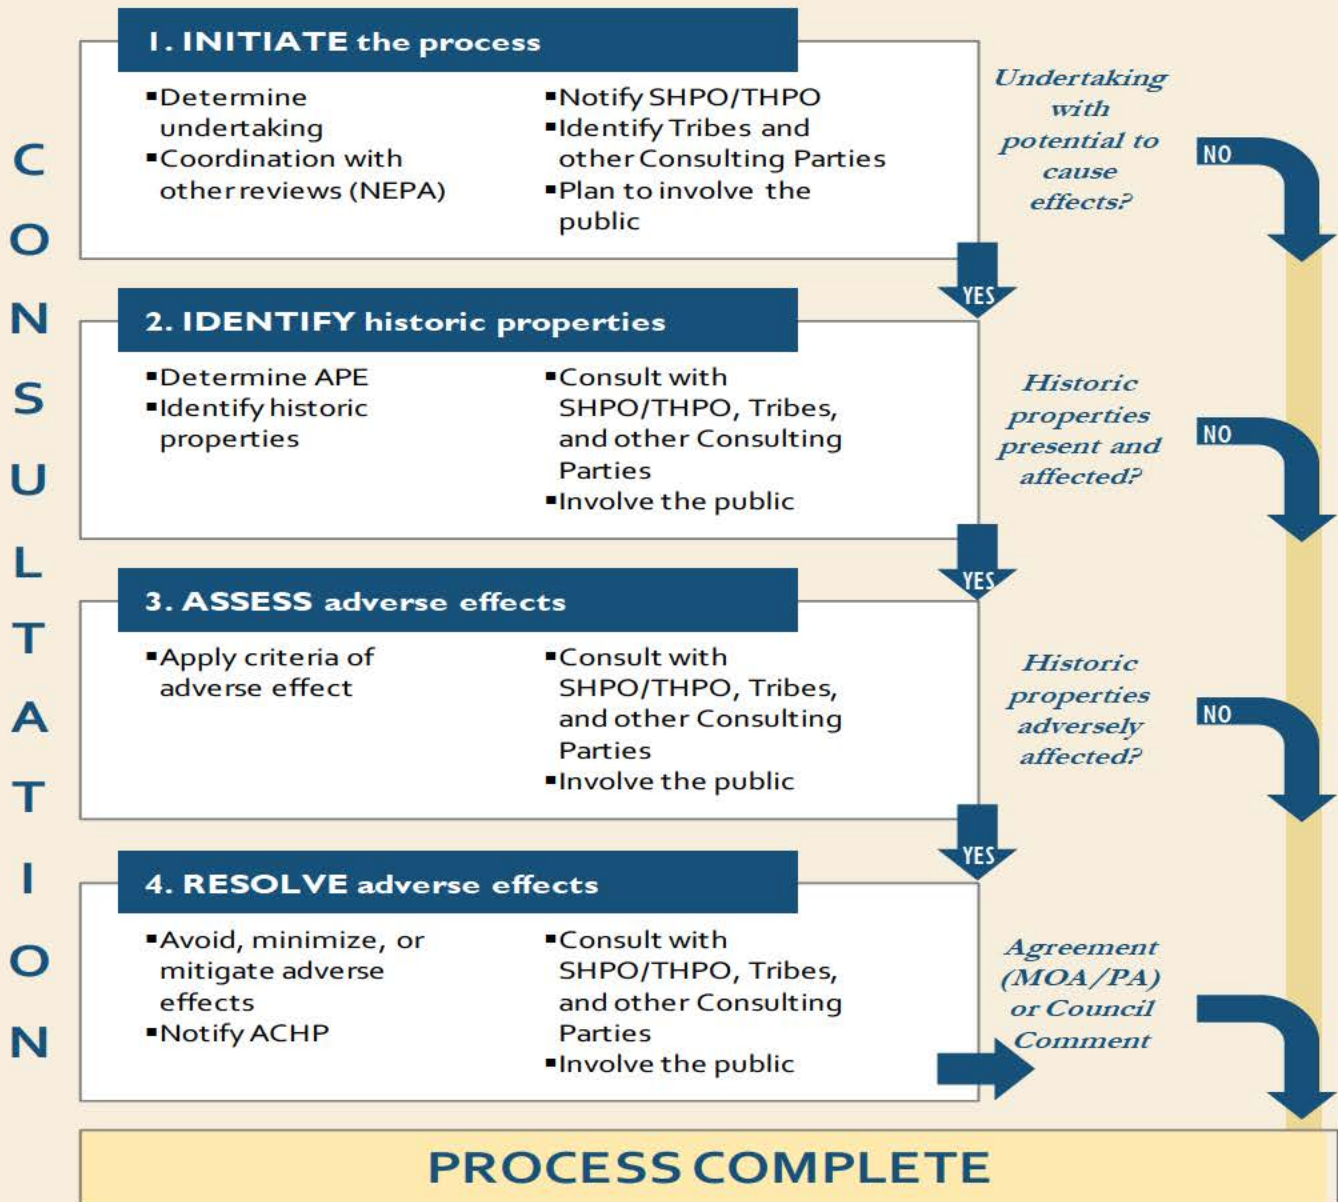 CONSULTATION
1. INITIATE the process
▪Determine
undertaking
▪Coordination with
other reviews (NEPA)
▪Notify SHPO/THPO
▪Identify Tribes and
other Consulting Parties
▪Plan to involve the
public
Undertaking
with
potential to
cause
effects?
NO
YES
2. IDENTIFY historic properties
▪Determine APE
▪Identify historic
properties
▪Consult with
SHPO/THPO, Tribes,
and other Consulting
Parties
▪Involve the public
Historic
properties
present and
affected?
NO
YES
3. ASSESS adverse effects
▪Apply criteria of
adverse effect
▪Consult with
SHPO/THPO, Tribes,
and other Consulting
Parties
▪Involve the public
Historic
properties
adversely
affected?
NO
YES
4. RESOLVE adverse effects
▪Avoid, minimize, or
mitigate adverse
effects
▪Notify ACHP
▪Consult with
SHPO/THPO, Tribes,
and other Consulting
Parties
▪Involve the public
Agreement
(MOA/PA)
or Council
Comment
PROCESS COMPLETE